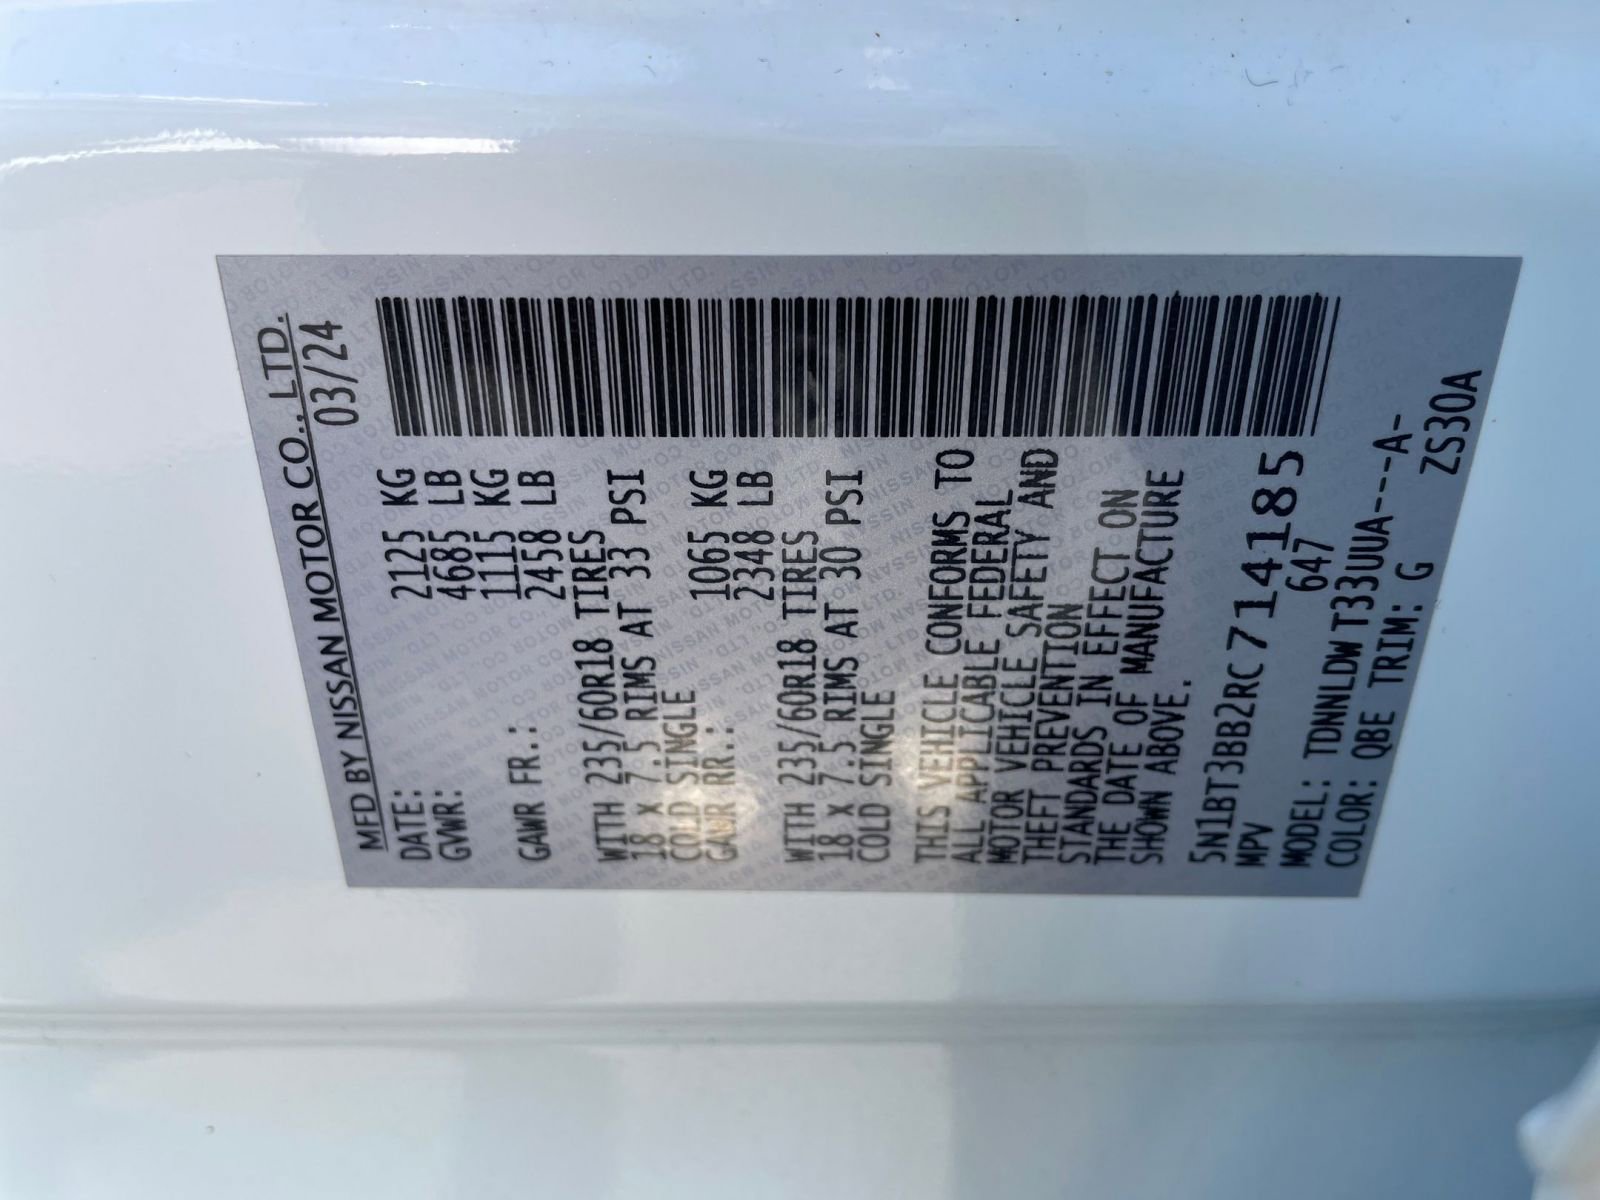 MFD BY NISSAN MOTOR CO., LTD.
DATE: 03/24
GVWR: 2125 KG
4685 LB
GAWR FR.: 1115 KG
2458 LB
WITH 235/60R18 TIRES
18 x 7.5 RIMS AT 33 PSI
COLD SINGLE
GAWR RR.: 1065 KG
2348 LB
WITH 235/60R18 TIRES
18 x 7.5 RIMS AT 30 PSI
COLD SINGLE
THIS VEHICLE CONFORMS TO
ALL APPLICABLE FEDERAL
MOTOR VEHICLE SAFETY AND
THEFT PREVENTION
STANDARDS IN EFFECT ON
THE DATE OF MANUFACTURE
SHOWN ABOVE.
5N1BT3BB2RC714185
MPV 647
MODEL: TDNNLDWT33UUA----A-
COLOR: QBE TRIM: G ZS30A